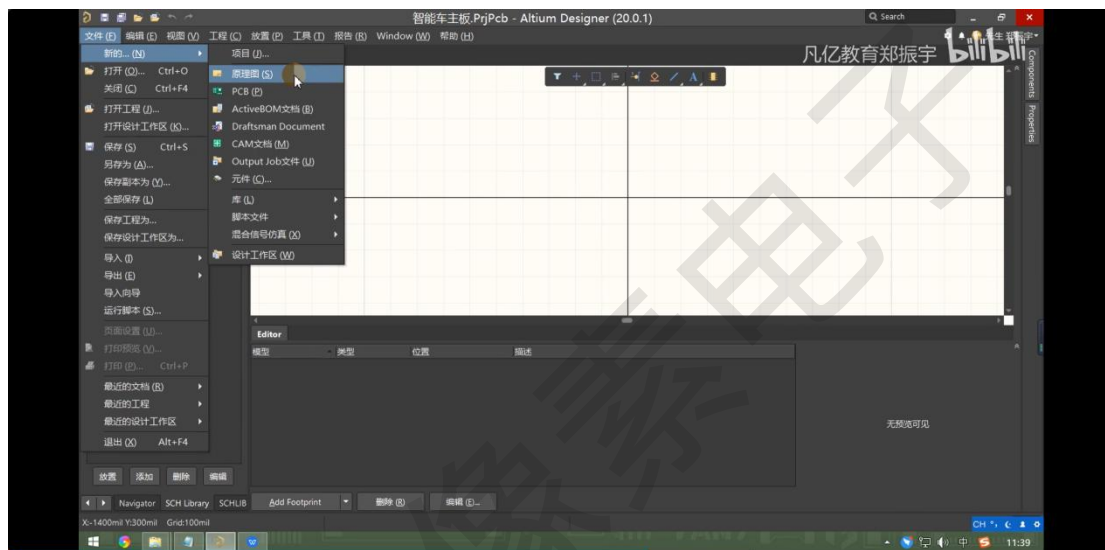 智能车主板.PrjPcb - Altium Designer (20.0.1)
Search
文件 (F) 编辑 (E) 视图 (V) 工程 (C) 放置 (P) 工具 (T) 报告 (R) Window (W) 帮助 (H)
凡亿教育郑振宇 bilibili
新的... (N)
打开 (O)... Ctrl+O
关闭 (C) Ctrl+F4
打开工程 (J)...
打开设计工作区 (K)...
保存 (S) Ctrl+S
另存为 (A)...
保存副本为 (Y)...
全部保存 (L)
保存工程为...
保存设计工作区为...
导入 (I)
导出 (E)
导入向导
运行脚本 (S)...
页面设置 (U)...
打印预览 (V)...
打印 (P)... Ctrl+P
最近的文档 (R)
最近的工程
最近的设计工作区
退出 (X) Alt+F4
项目 (J)...
原理图 (S)
PCB (P)
ActiveBOM文档 (B)
Draftsman Document
CAM文档 (M)
Output Job文件 (U)
元件 (C)...
库 (L)
脚本文件
混合信号仿真 (X)
设计工作区 (W)
Components
Properties
Editor
模型 类型 位置 描述
无预览可见
放置 添加 删除 编辑
Navigator SCH Library SCHLIB
Add Footprint 删除 (R) 编辑 (E)...
X:-1400mil Y:300mil Grid:100mil
CH
中 11:39
像素电子